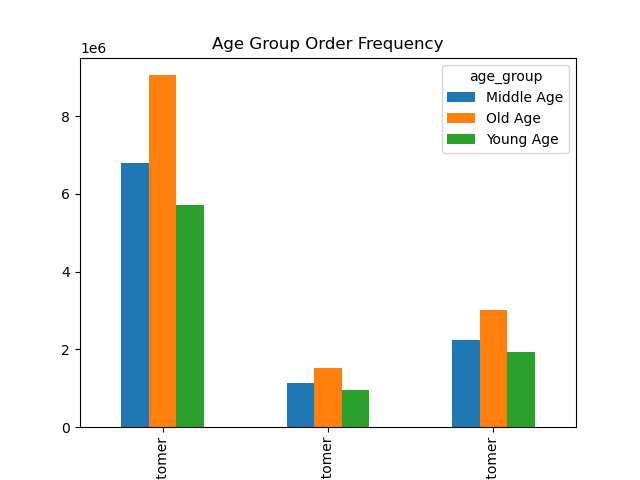 Age Group Order Frequency
1e6
age_group
Middle Age
Old Age
Young Age
8
6
4
2
0
tomer
tomer
tomer